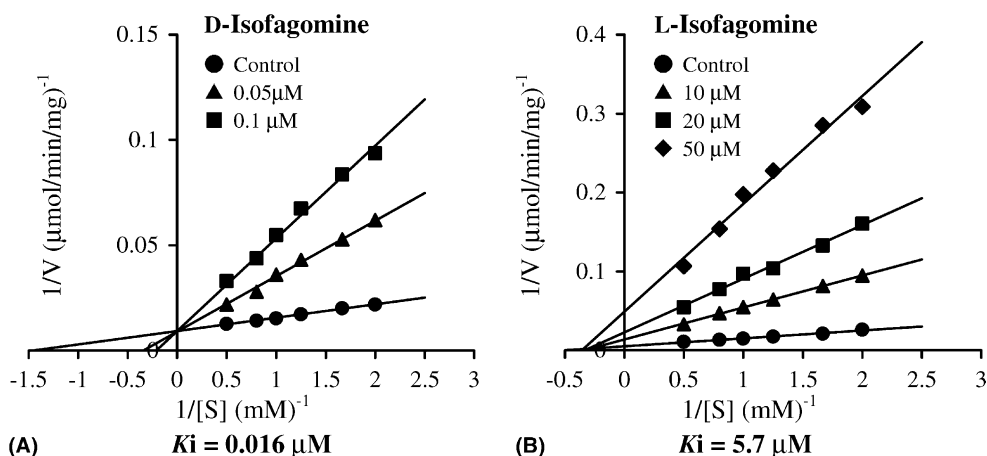 D-Isofagomine
Control
0.05μM
0.1 μM
0.15
0.1
0.05
0
1/V (μmol/min/mg)-1
-1.5 -1 -0.5 0 0.5 1 1.5 2 2.5 3
1/[S] (mM)-1
(A) Ki = 0.016 μM
L-Isofagomine
Control
10 μM
20 μM
50 μM
0.4
0.3
0.2
0.1
0
1/V (μmol/min/mg)-1
-0.5 0 0.5 1 1.5 2 2.5 3
1/[S] (mM)-1
(B) Ki = 5.7 μM